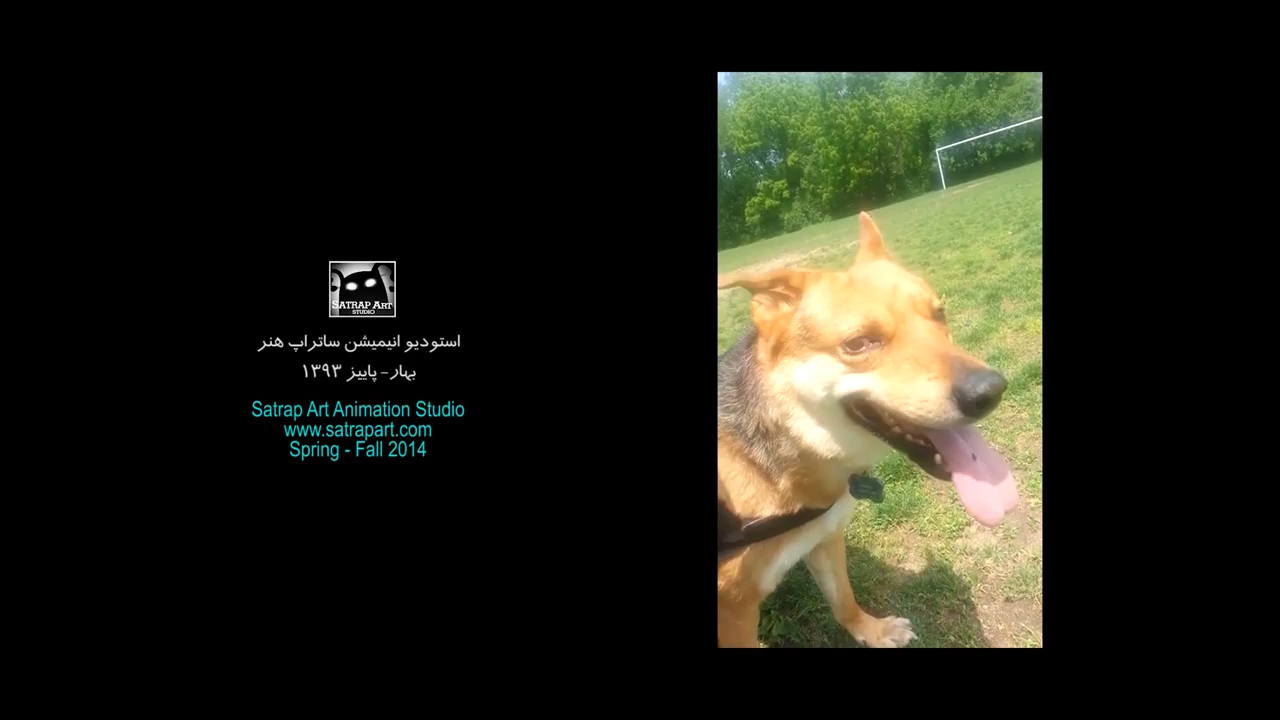 SATRAP ART
STUDIO
استودیو انیمیشن ساتراپ هنر
بهار- پاییز ۱۳۹۳
Satrap Art Animation Studio
www.satrapart.com
Spring - Fall 2014